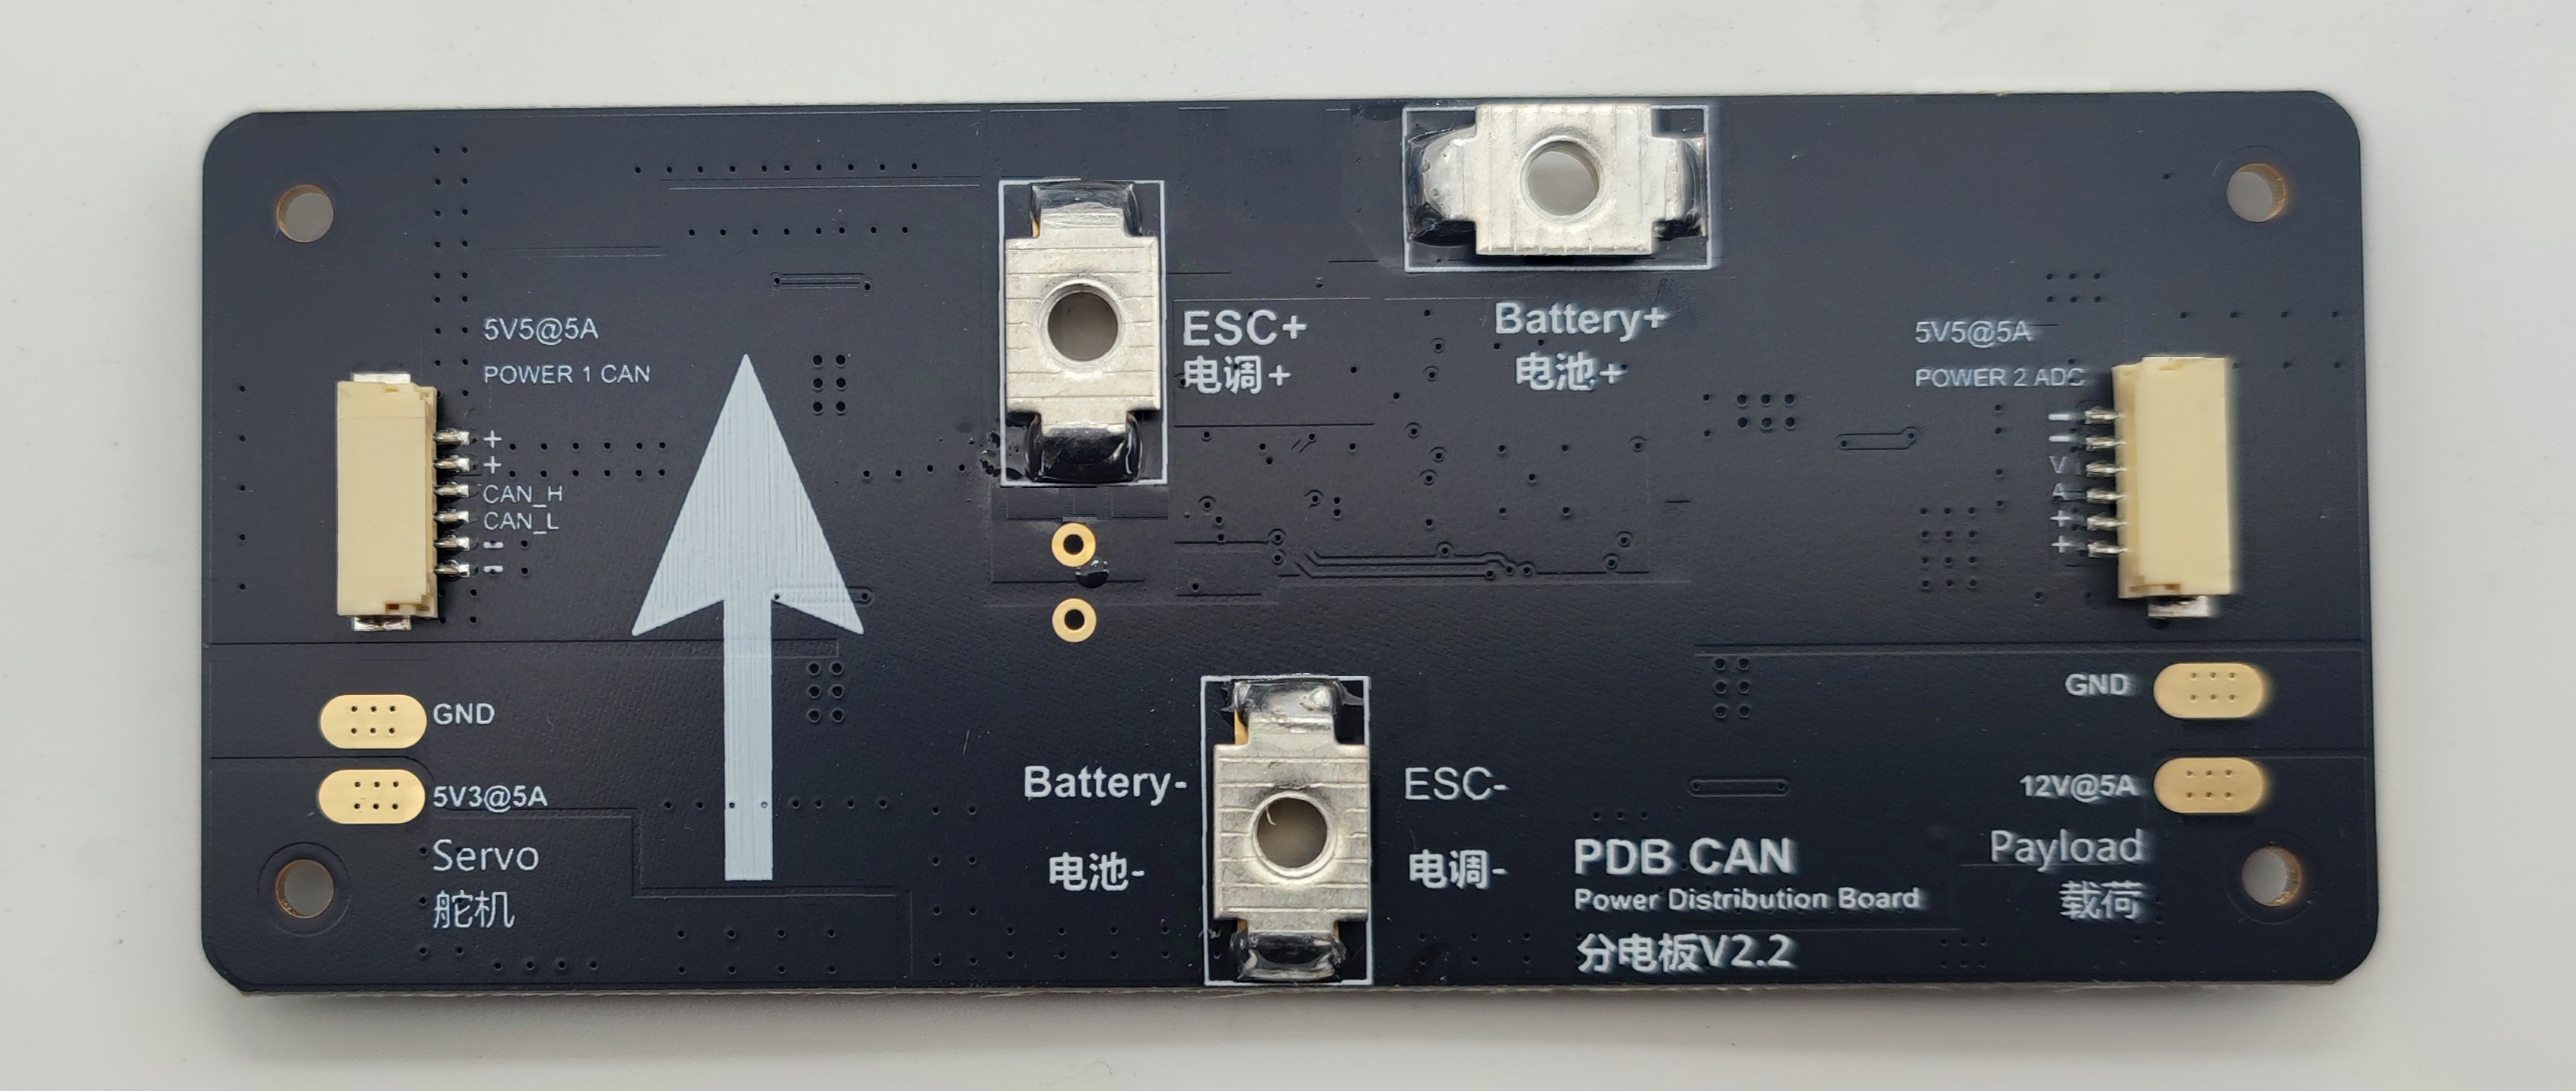 5V5@5A
POWER 1 CAN
+
+
CAN_H
CAN_L
-
-
GND
5V3@5A
Servo
舵机
ESC+
电调+
Battery+
电池+
Battery-
电池-
ESC-
电调-
PDB CAN
Power Distribution Board
分电板V2.2
5V5@5A
POWER 2 ADC
-
-
V
A
+
+
GND
12V@5A
Payload
载荷